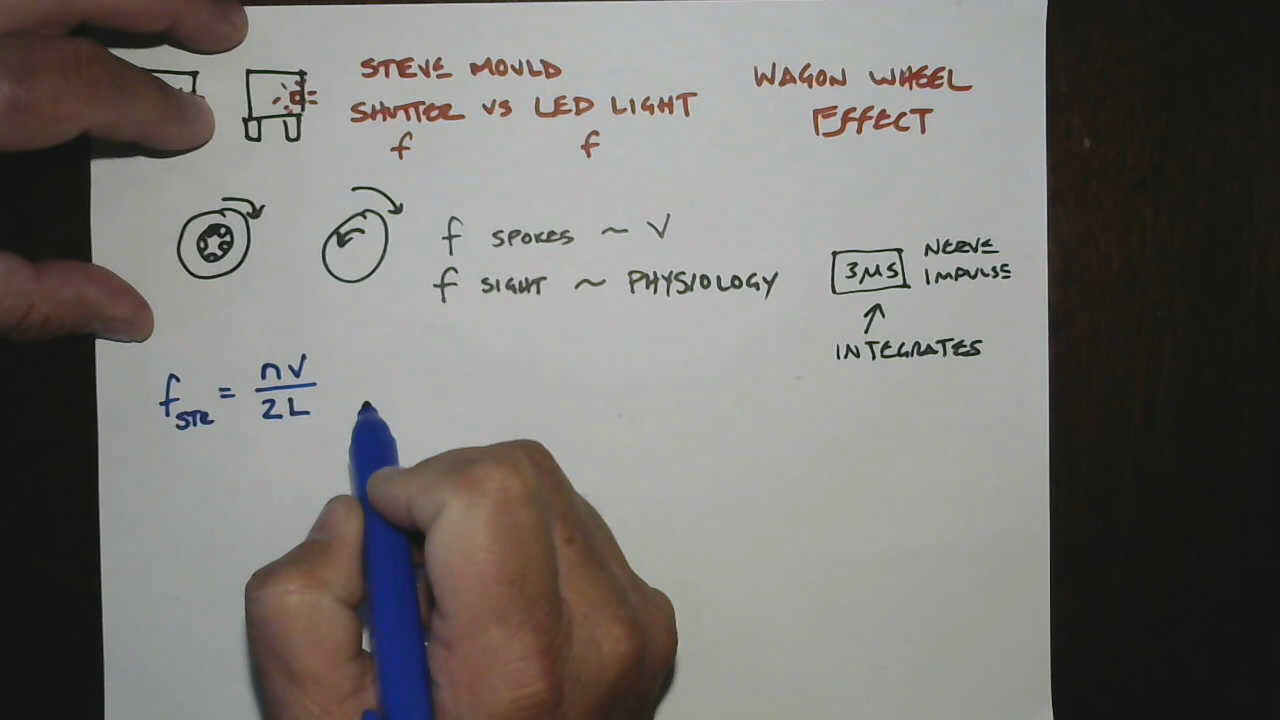 STEVE MOULD
SHUTTER VS LED LIGHT
f f
WAGON WHEEL
EFFECT
f SPOKES ~ V
f SIGHT ~ PHYSIOLOGY
3MS
NERVE
IMPULSE
INTEGRATES
f STR = nV
2L